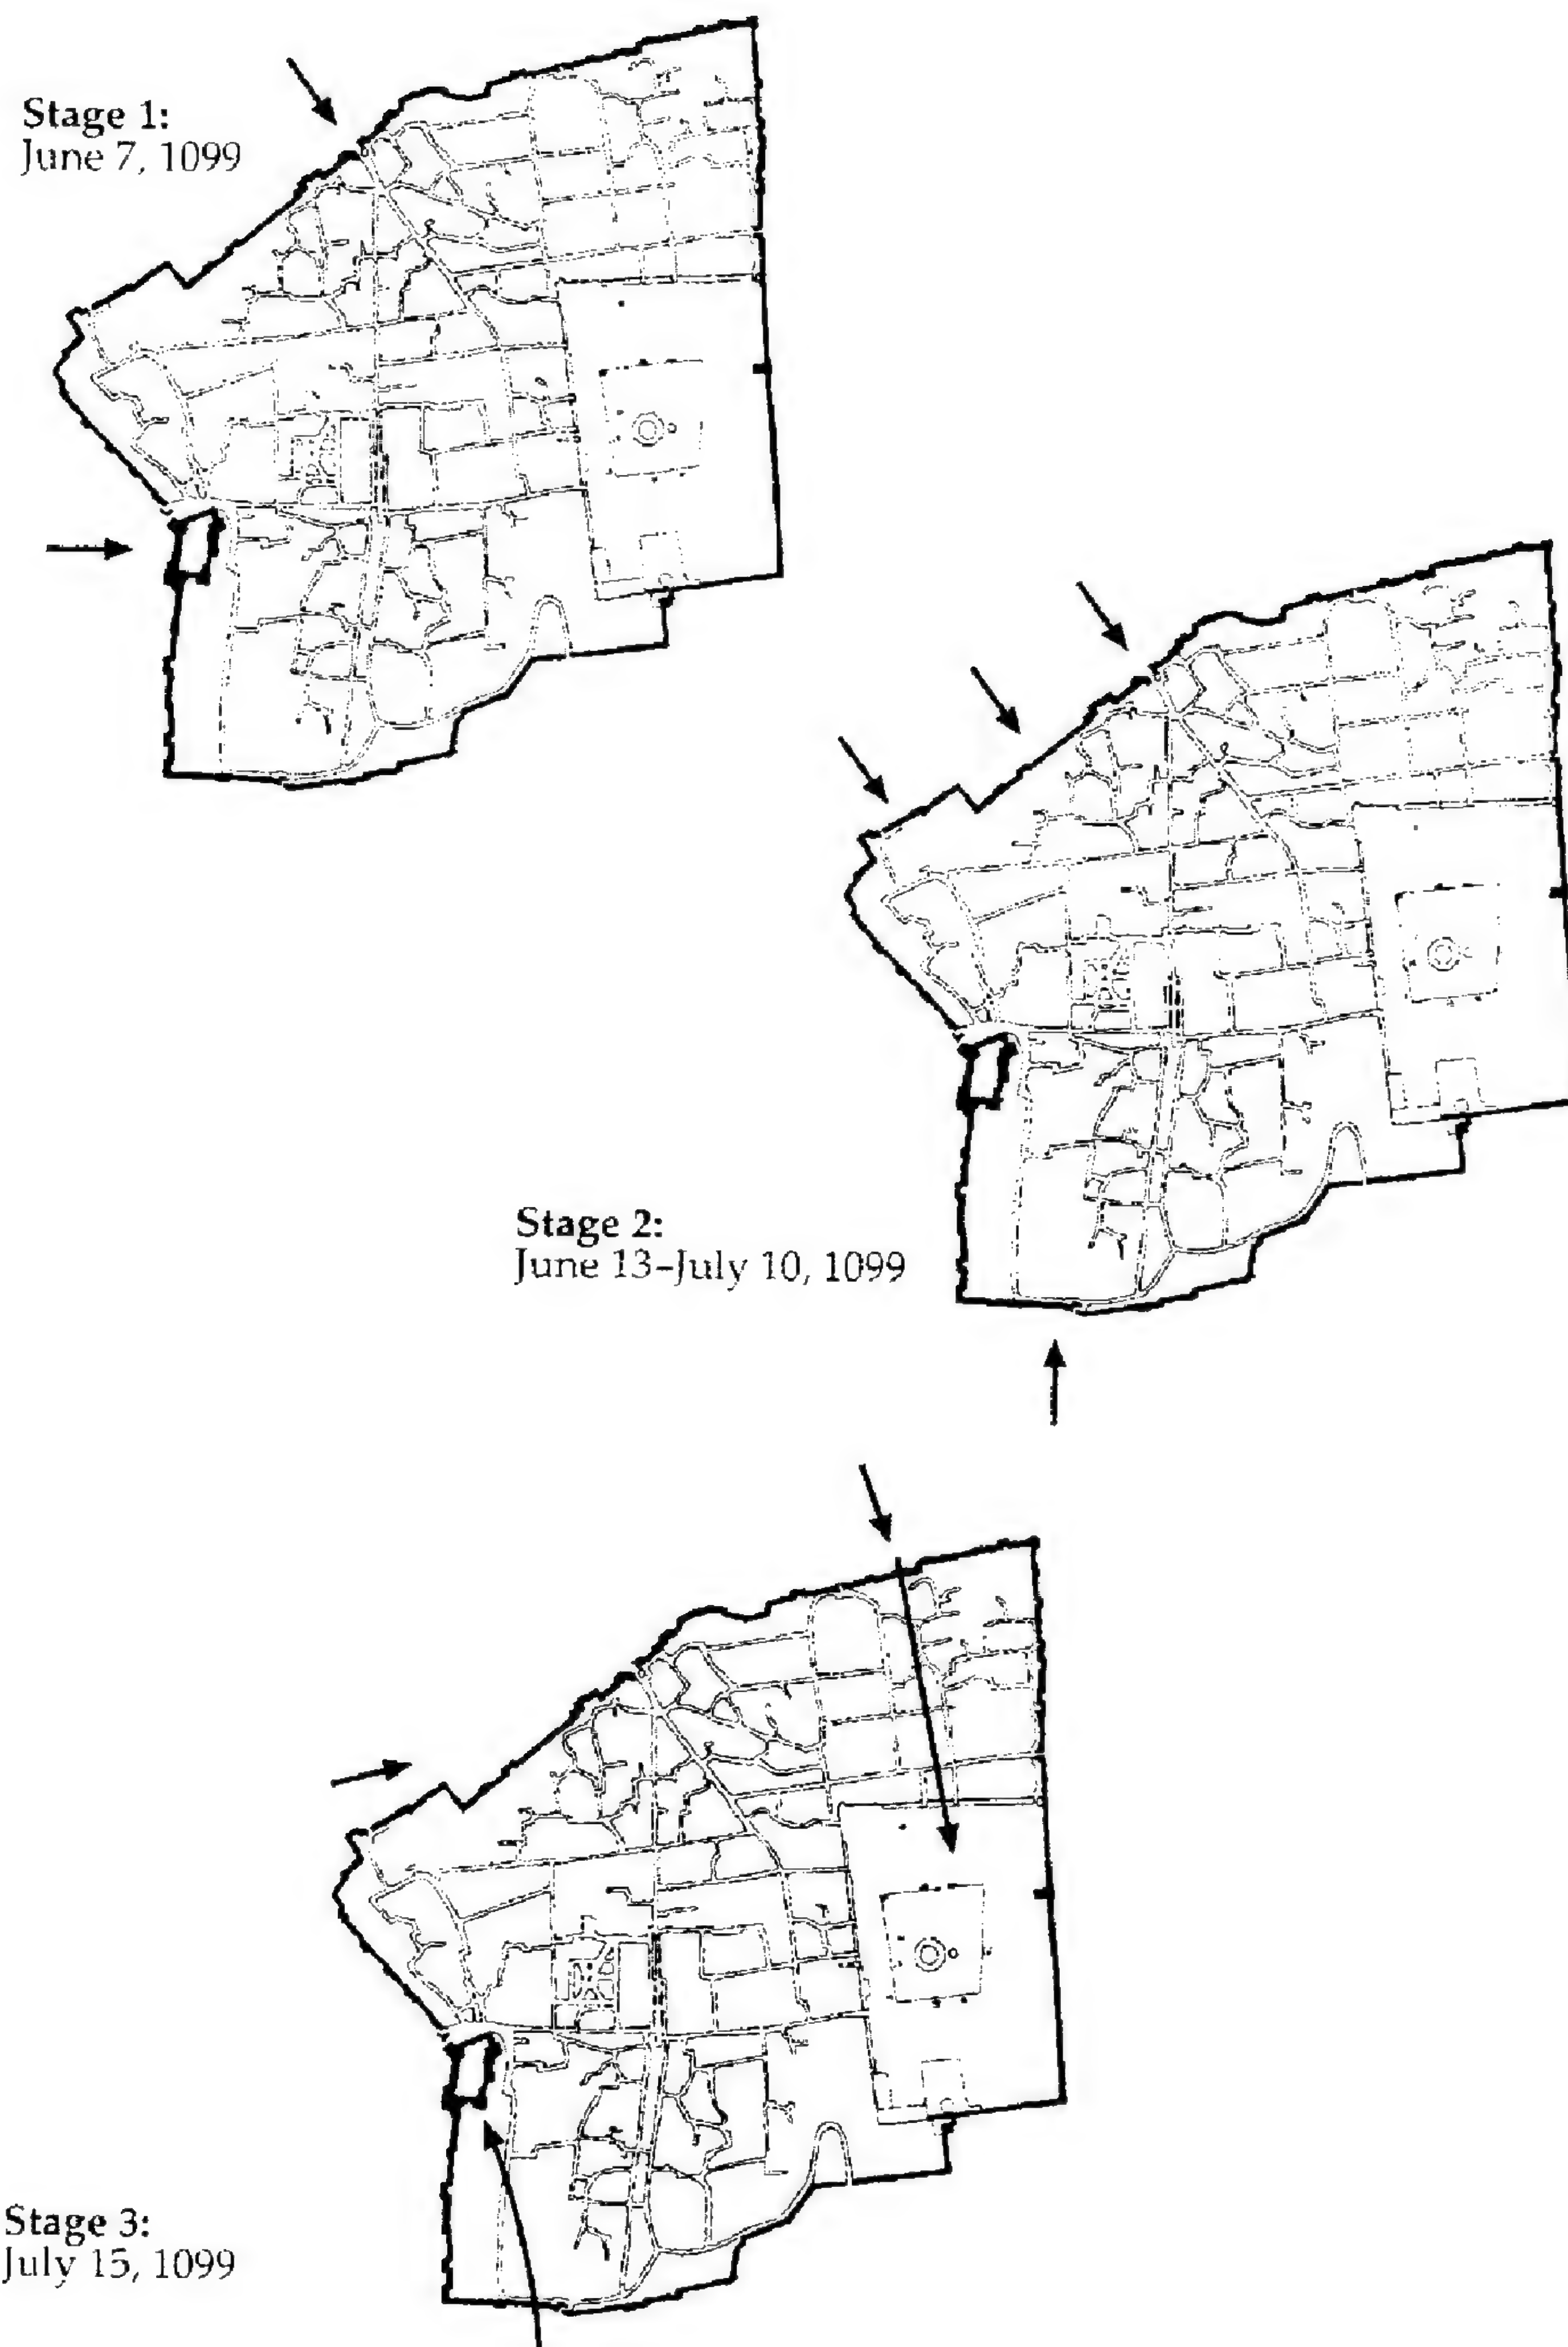 Stage 1:
June 7, 1099
Stage 2:
June 13–July 10, 1099
Stage 3:
July 15, 1099